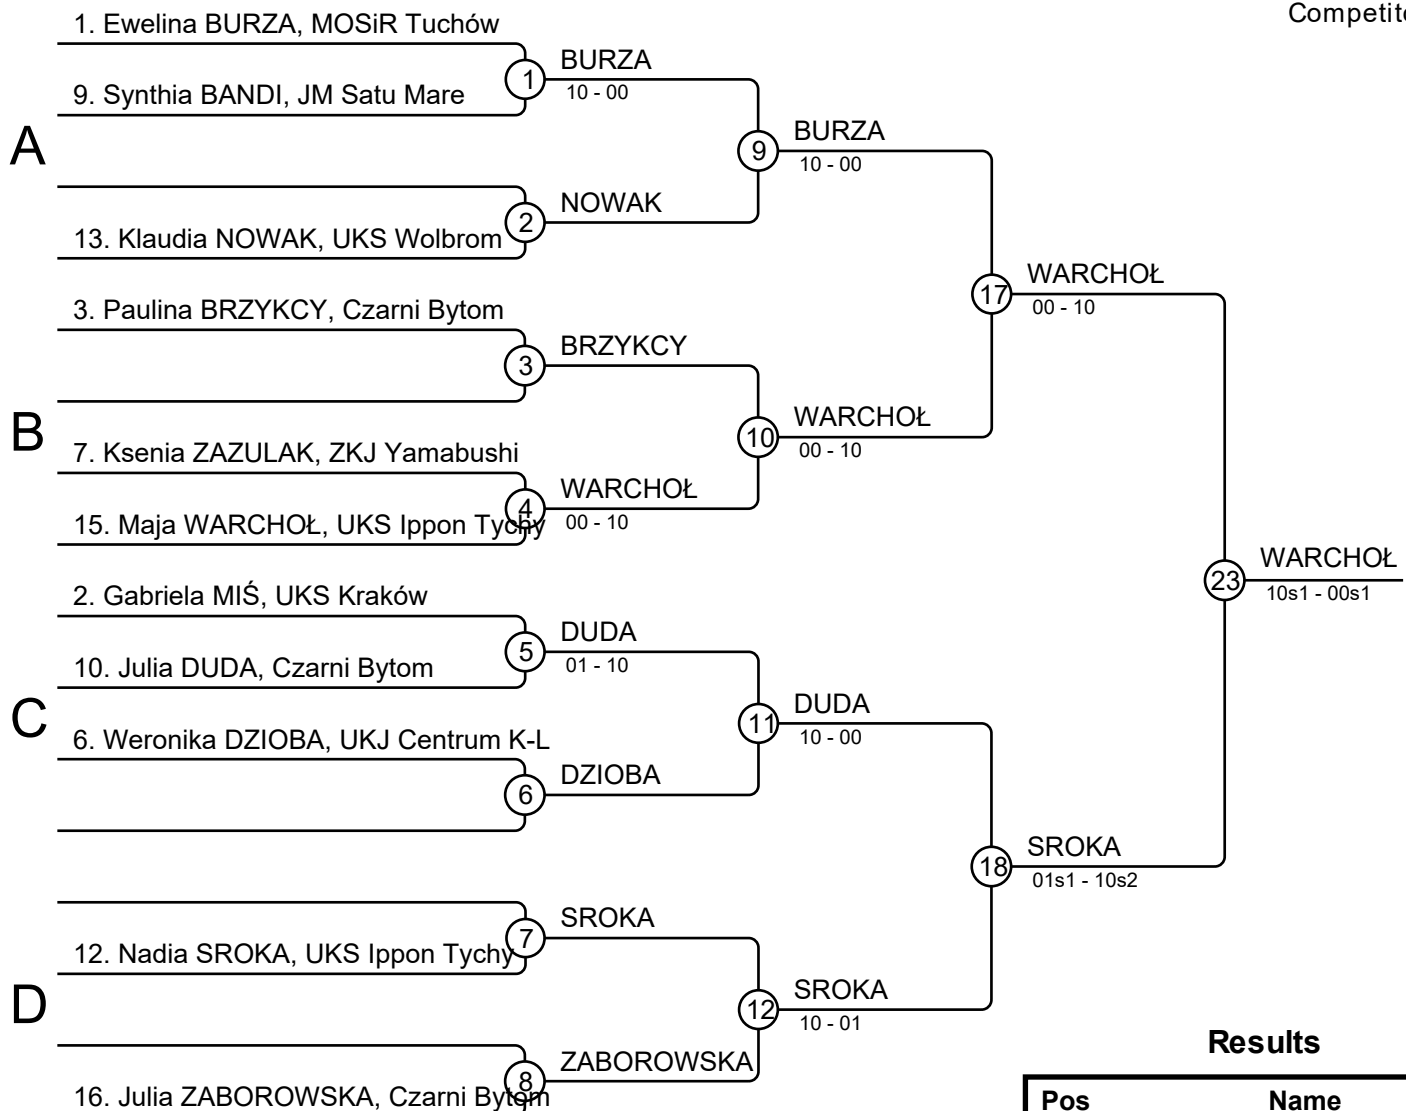 Competito
1. Ewelina BURZA, MOSiR Tuchów
BURZA
1
10 - 00
9. Synthia BANDI, JM Satu Mare
A
BURZA
9
10 - 00
NOWAK
2
13. Klaudia NOWAK, UKS Wolbrom
3. Paulina BRZYKCY, Czarni Bytom
WARCHOŁ
17
00 - 10
BRZYKCY
3
B
WARCHOŁ
10
00 - 10
7. Ksenia ZAZULAK, ZKJ Yamabushi
WARCHOŁ
4
00 - 10
15. Maja WARCHOŁ, UKS Ippon Tychy
WARCHOŁ
23
10s1 - 00s1
2. Gabriela MIŚ, UKS Kraków
DUDA
5
01 - 10
10. Julia DUDA, Czarni Bytom
C
DUDA
11
10 - 00
6. Weronika DZIOBA, UKJ Centrum K-L
DZIOBA
6
SROKA
18
01s1 - 10s2
SROKA
7
12. Nadia SROKA, UKS Ippon Tychy
D
SROKA
12
10 - 01
ZABOROWSKA
8
16. Julia ZABOROWSKA, Czarni Bytom
Results
Pos Name